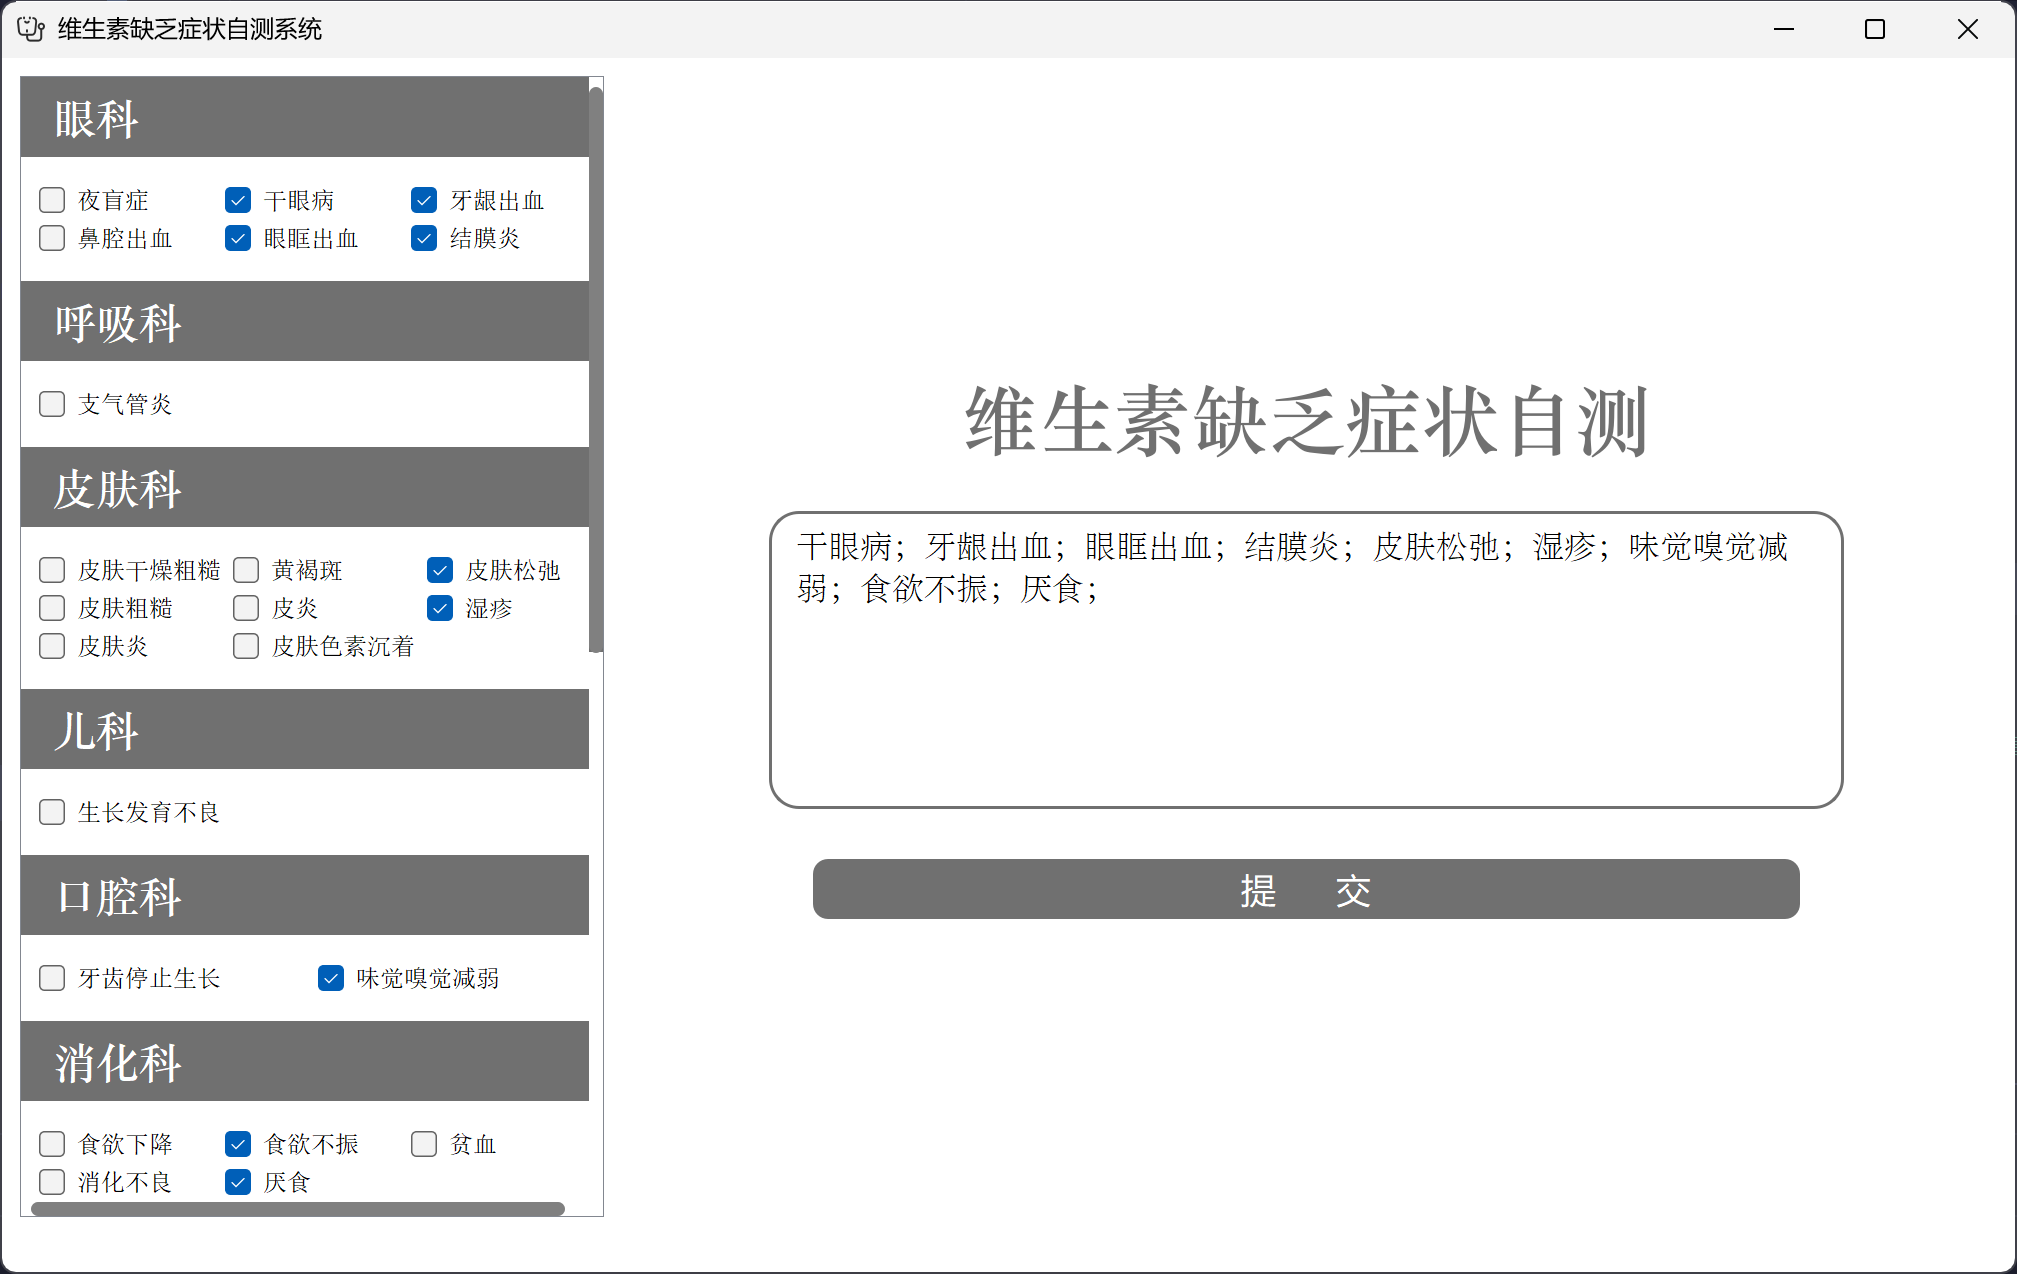 维生素缺乏症状自测系统
眼科
夜盲症 干眼病 牙龈出血
鼻腔出血 眼眶出血 结膜炎
呼吸科
支气管炎
皮肤科
皮肤干燥粗糙 黄褐斑 皮肤松弛
皮肤粗糙 皮炎 湿疹
皮肤炎 皮肤色素沉着
儿科
生长发育不良
口腔科
牙齿停止生长 味觉嗅觉减弱
消化科
食欲下降 食欲不振 贫血
消化不良 厌食
维生素缺乏症状自测
干眼病；牙龈出血；眼眶出血；结膜炎；皮肤松弛；湿疹；味觉嗅觉减
弱；食欲不振；厌食；
提 交